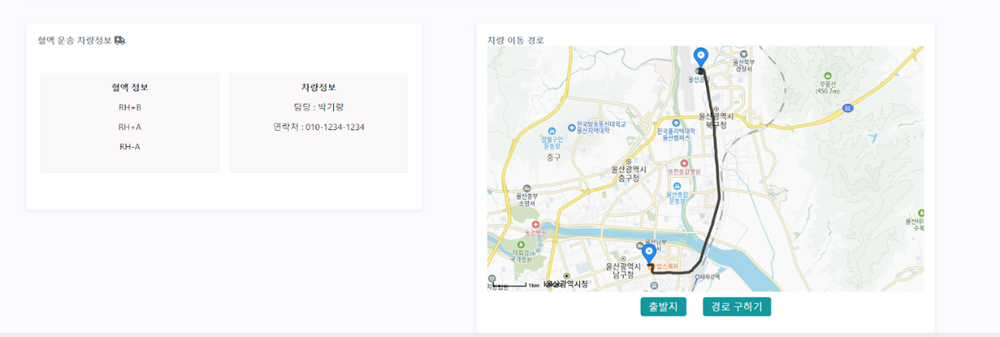 혈액 운송 차량정보
혈액 정보
RH+B
RH+A
RH-A
차량정보
담당 : 박기량
연락처 : 010-1234-1234
차량 이동 경로
울산북부
경찰서
울산공항
무룡산
(450.7m)
31
울산광역시
북구청
한국방송통신대학교
울산지역대학
한국폴리텍대학
울산캠퍼스
함월구민
운동장
중구
울산광역시
중구청
동천동강병원
울산종합
운동장
울산중부
소방서
동강병원
태화강
국가정원
태화강
울산남부
서
업스퀘어
울산광역시
남구청
태화강역
울산광역시청
1km
출발지
경로 구하기